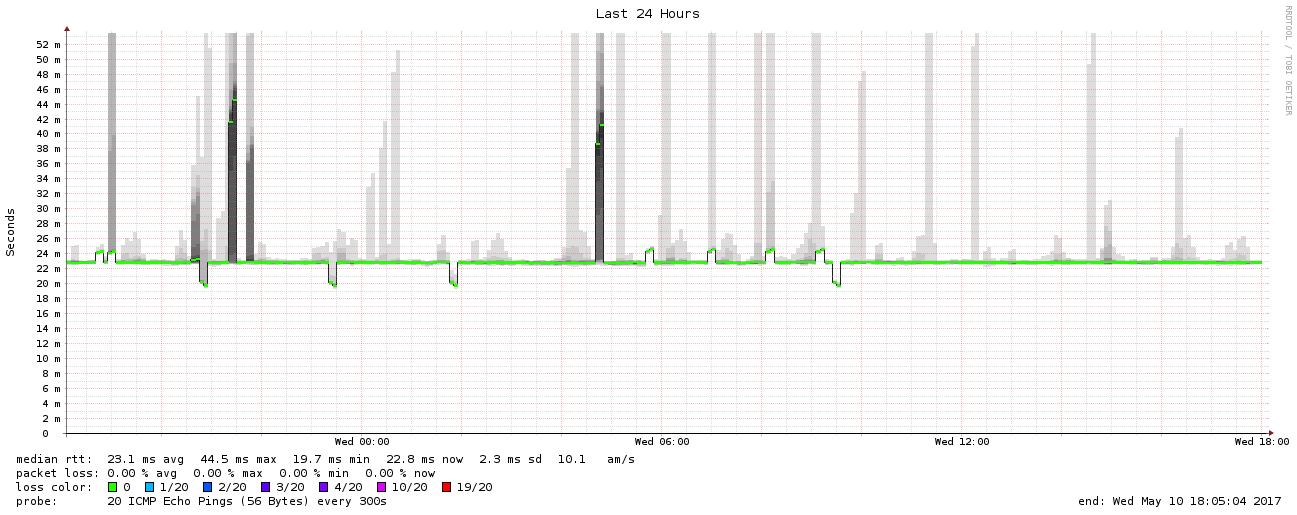 Last 24 Hours
RRDTOOL / TOBI OETIKER
Seconds
52 m
50 m
48 m
46 m
44 m
42 m
40 m
38 m
36 m
34 m
32 m
30 m
28 m
26 m
24 m
22 m
20 m
18 m
16 m
14 m
12 m
10 m
8 m
6 m
4 m
2 m
0
Wed 00:00 Wed 06:00 Wed 12:00 Wed 18:00
median rtt: 23.1 ms avg 44.5 ms max 19.7 ms min 22.8 ms now 2.3 ms sd 10.1 am/s
packet loss: 0.00 % avg 0.00 % max 0.00 % min 0.00 % now
loss color: 0 1/20 2/20 3/20 4/20 10/20 19/20
probe: 20 ICMP Echo Pings (56 Bytes) every 300s end: Wed May 10 18:05:04 2017